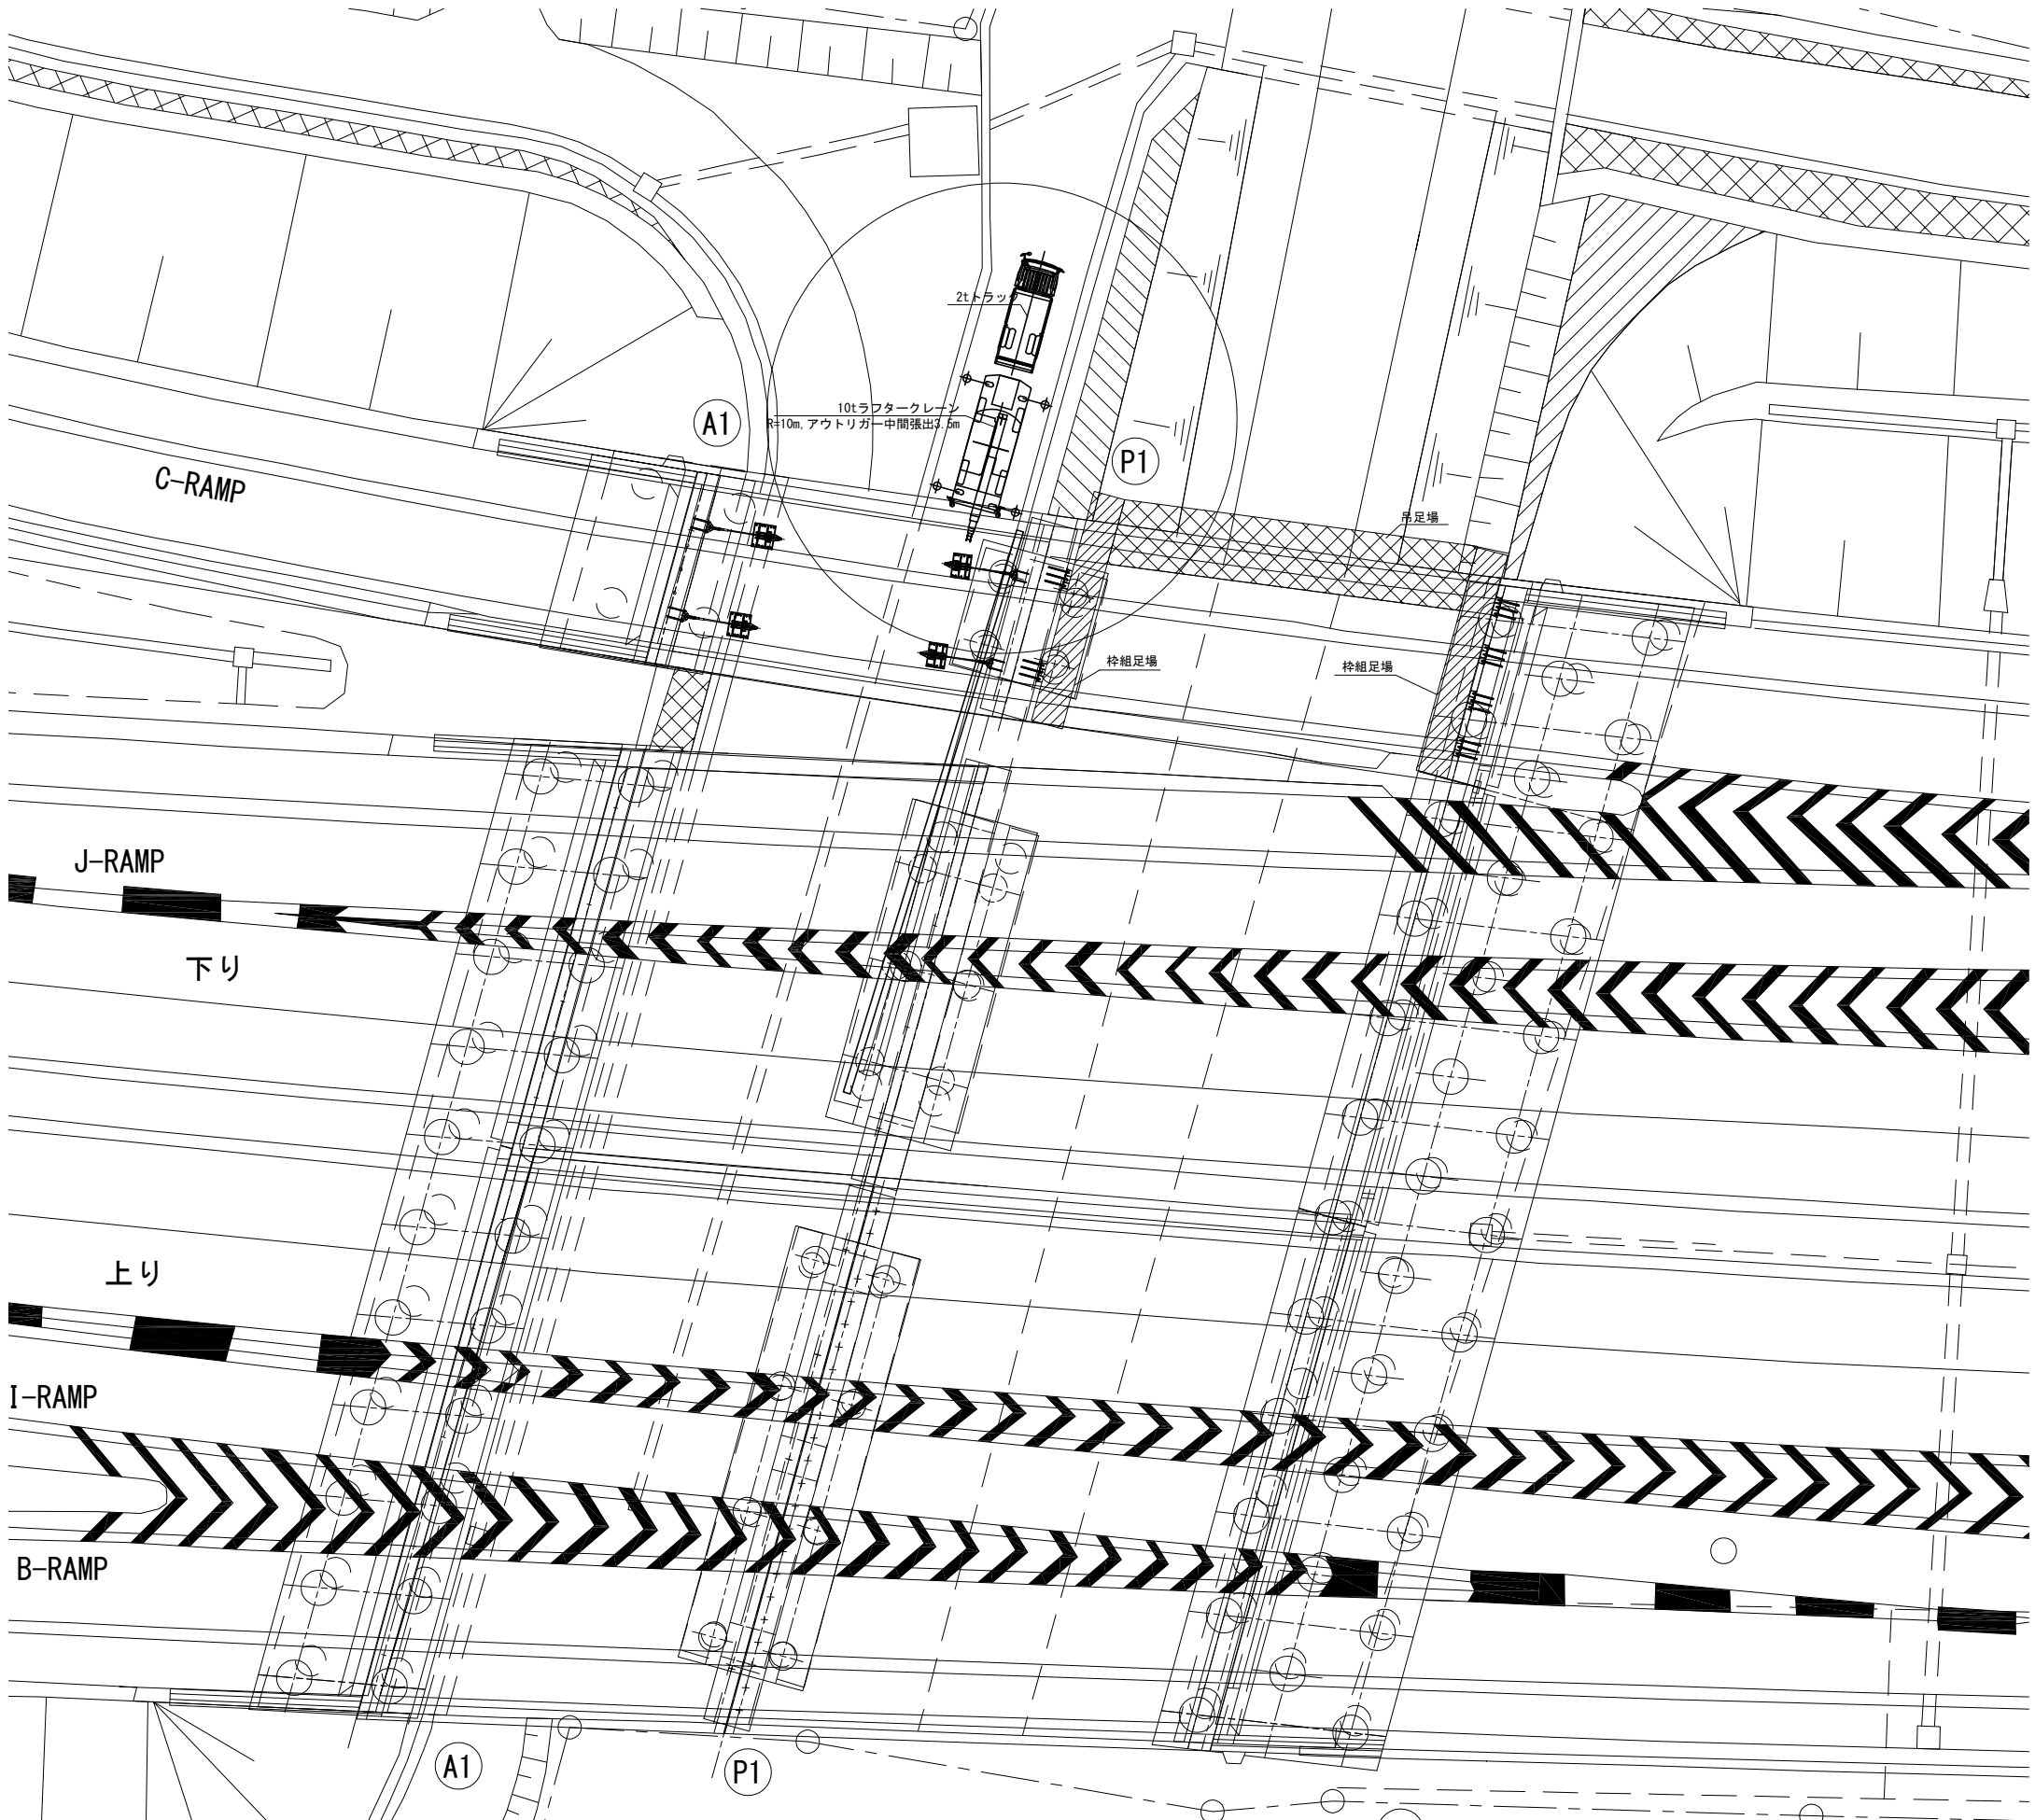 2tトラック
10tラフタークレーン
R=10m,アウトリガー中間張出3.5m
A1
P1
C-RAMP
吊足場
枠組足場
枠組足場
J-RAMP
下り
上り
I-RAMP
B-RAMP
A1
P1